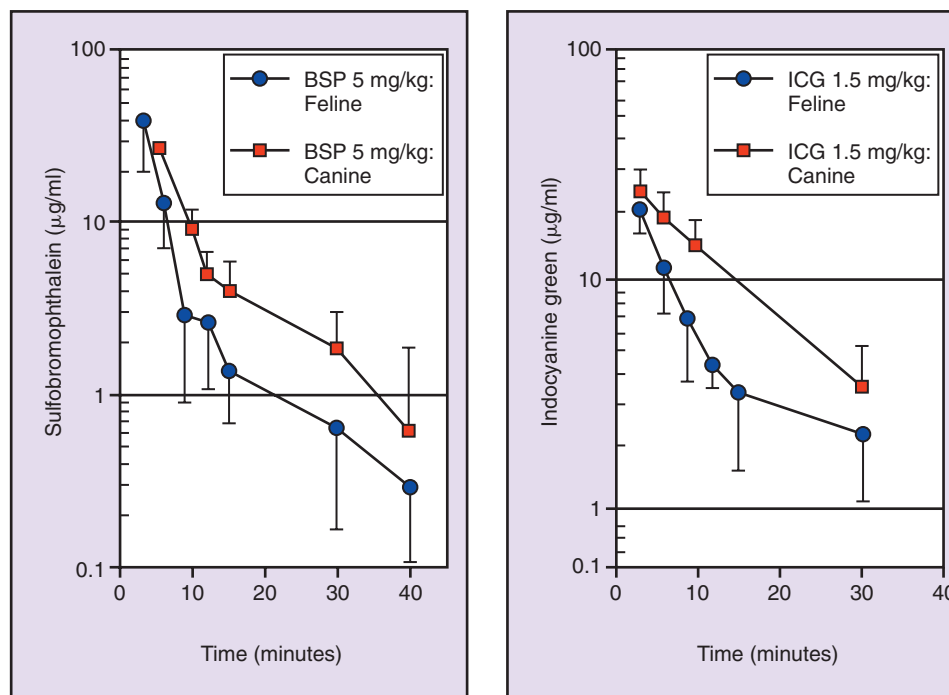 100
10
1
0.1
Sulfobromophthalein (μg/ml)
BSP 5 mg/kg:
Feline
BSP 5 mg/kg:
Canine
0
10
20
30
40
Time (minutes)
100
10
1
0.1
Indocyanine green (μg/ml)
ICG 1.5 mg/kg:
Feline
ICG 1.5 mg/kg:
Canine
0
10
20
30
40
Time (minutes)